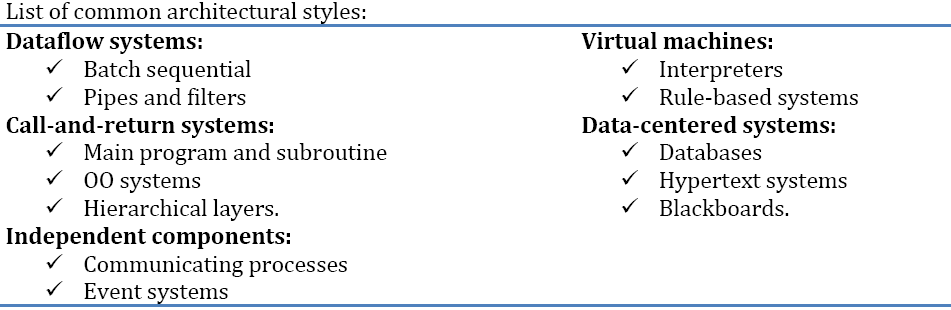 List of common architectural styles:
Dataflow systems:
✓ Batch sequential
✓ Pipes and filters
Call-and-return systems:
✓ Main program and subroutine
✓ OO systems
✓ Hierarchical layers.
Independent components:
✓ Communicating processes
✓ Event systems
Virtual machines:
✓ Interpreters
✓ Rule-based systems
Data-centered systems:
✓ Databases
✓ Hypertext systems
✓ Blackboards.